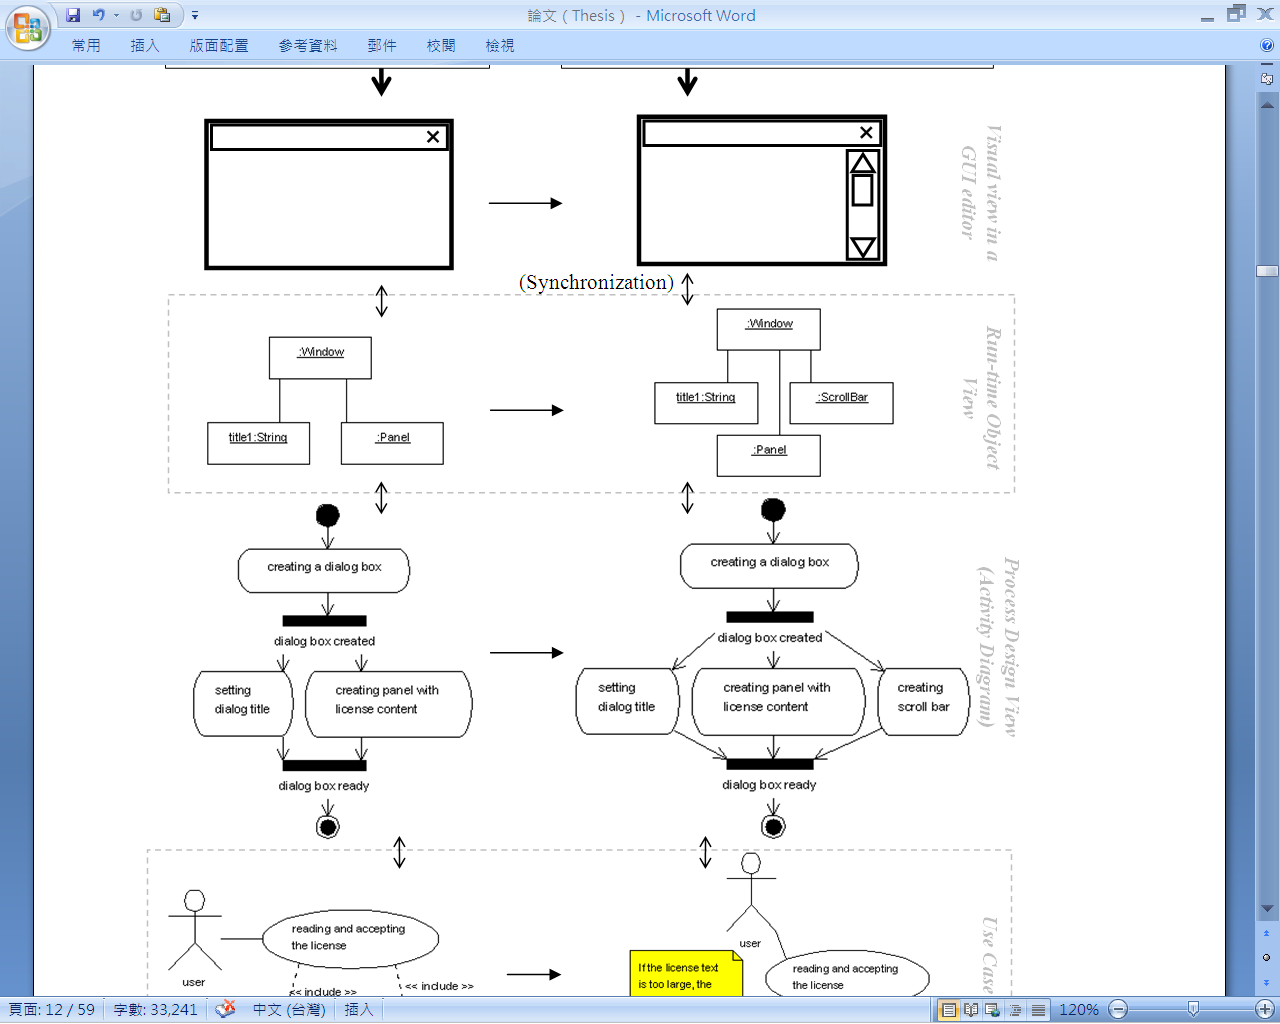 論文 ( Thesis ) - Microsoft Word
常用 插入 版面配置 參考資料 郵件 校閱 檢視
Visual view in a
GUI editor
(Synchronization)
:Window
title1:String
:Panel
:Window
title1:String
:ScrollBar
:Panel
Run-time Object
View
creating a dialog box
dialog box created
setting
dialog title
creating panel with
license content
dialog box ready
creating a dialog box
dialog box created
setting
dialog title
creating panel with
license content
creating
scroll bar
dialog box ready
Process Design View
(Activity Diagram)
user
reading and accepting
the license
<< include >>
<< include >>
user
If the license text
is too large, the
reading and accepting
the license
Use Case
頁面: 12 / 59 字數: 33,241 中文 (台灣) 插入 120%